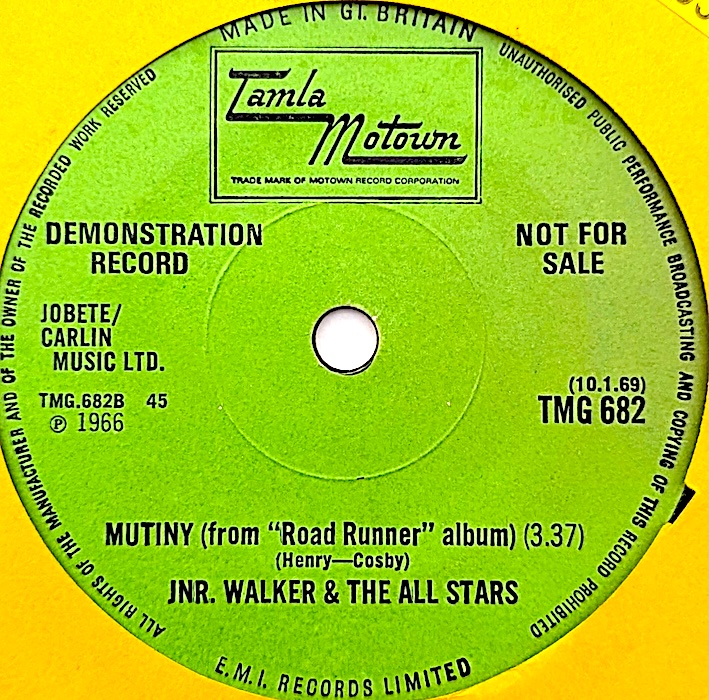 MADE IN GT. BRITAIN
UNAUTHORISED PUBLIC PERFORMANCE BROADCASTING AND COPYING OF THIS RECORD PROHIBITED
ALL RIGHTS OF THE MANUFACTURER AND OF THE OWNER OF THE RECORDED WORK RESERVED
Tamla
Motown
TRADE MARK OF MOTOWN RECORD CORPORATION
DEMONSTRATION
RECORD
NOT FOR
SALE
JOBETE/
CARLIN
MUSIC LTD.
TMG.682B 45
℗ 1966
(10.1.69)
TMG 682
MUTINY (from “Road Runner” album) (3.37)
(Henry—Cosby)
JNR. WALKER & THE ALL STARS
E.M.I. RECORDS LIMITED